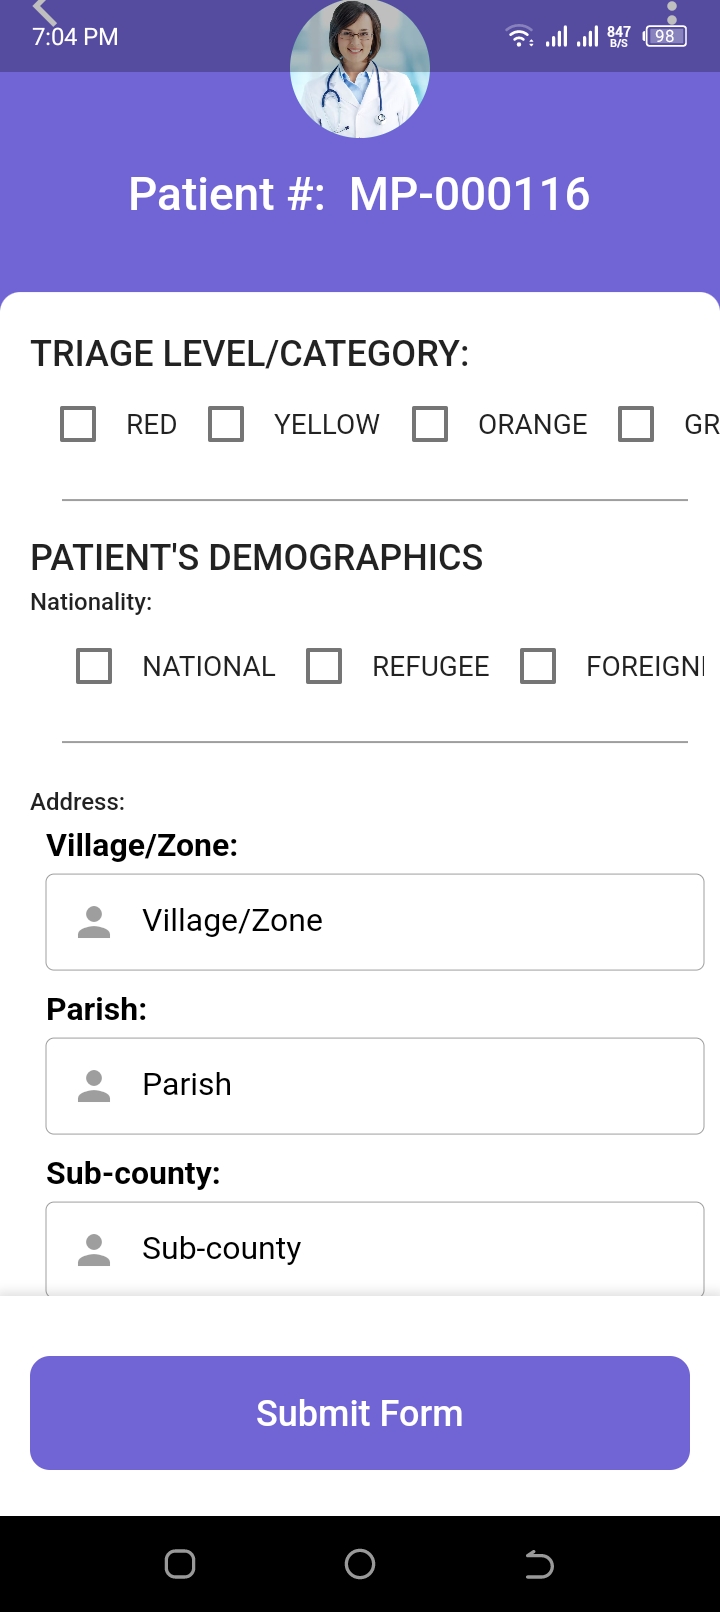 7:04 PM 847 B/S 98
Patient #: MP-000116
TRIAGE LEVEL/CATEGORY:
RED YELLOW ORANGE GR
PATIENT'S DEMOGRAPHICS
Nationality:
NATIONAL REFUGEE FOREIGN
Address:
Village/Zone:
Village/Zone
Parish:
Parish
Sub-county:
Sub-county
Submit Form